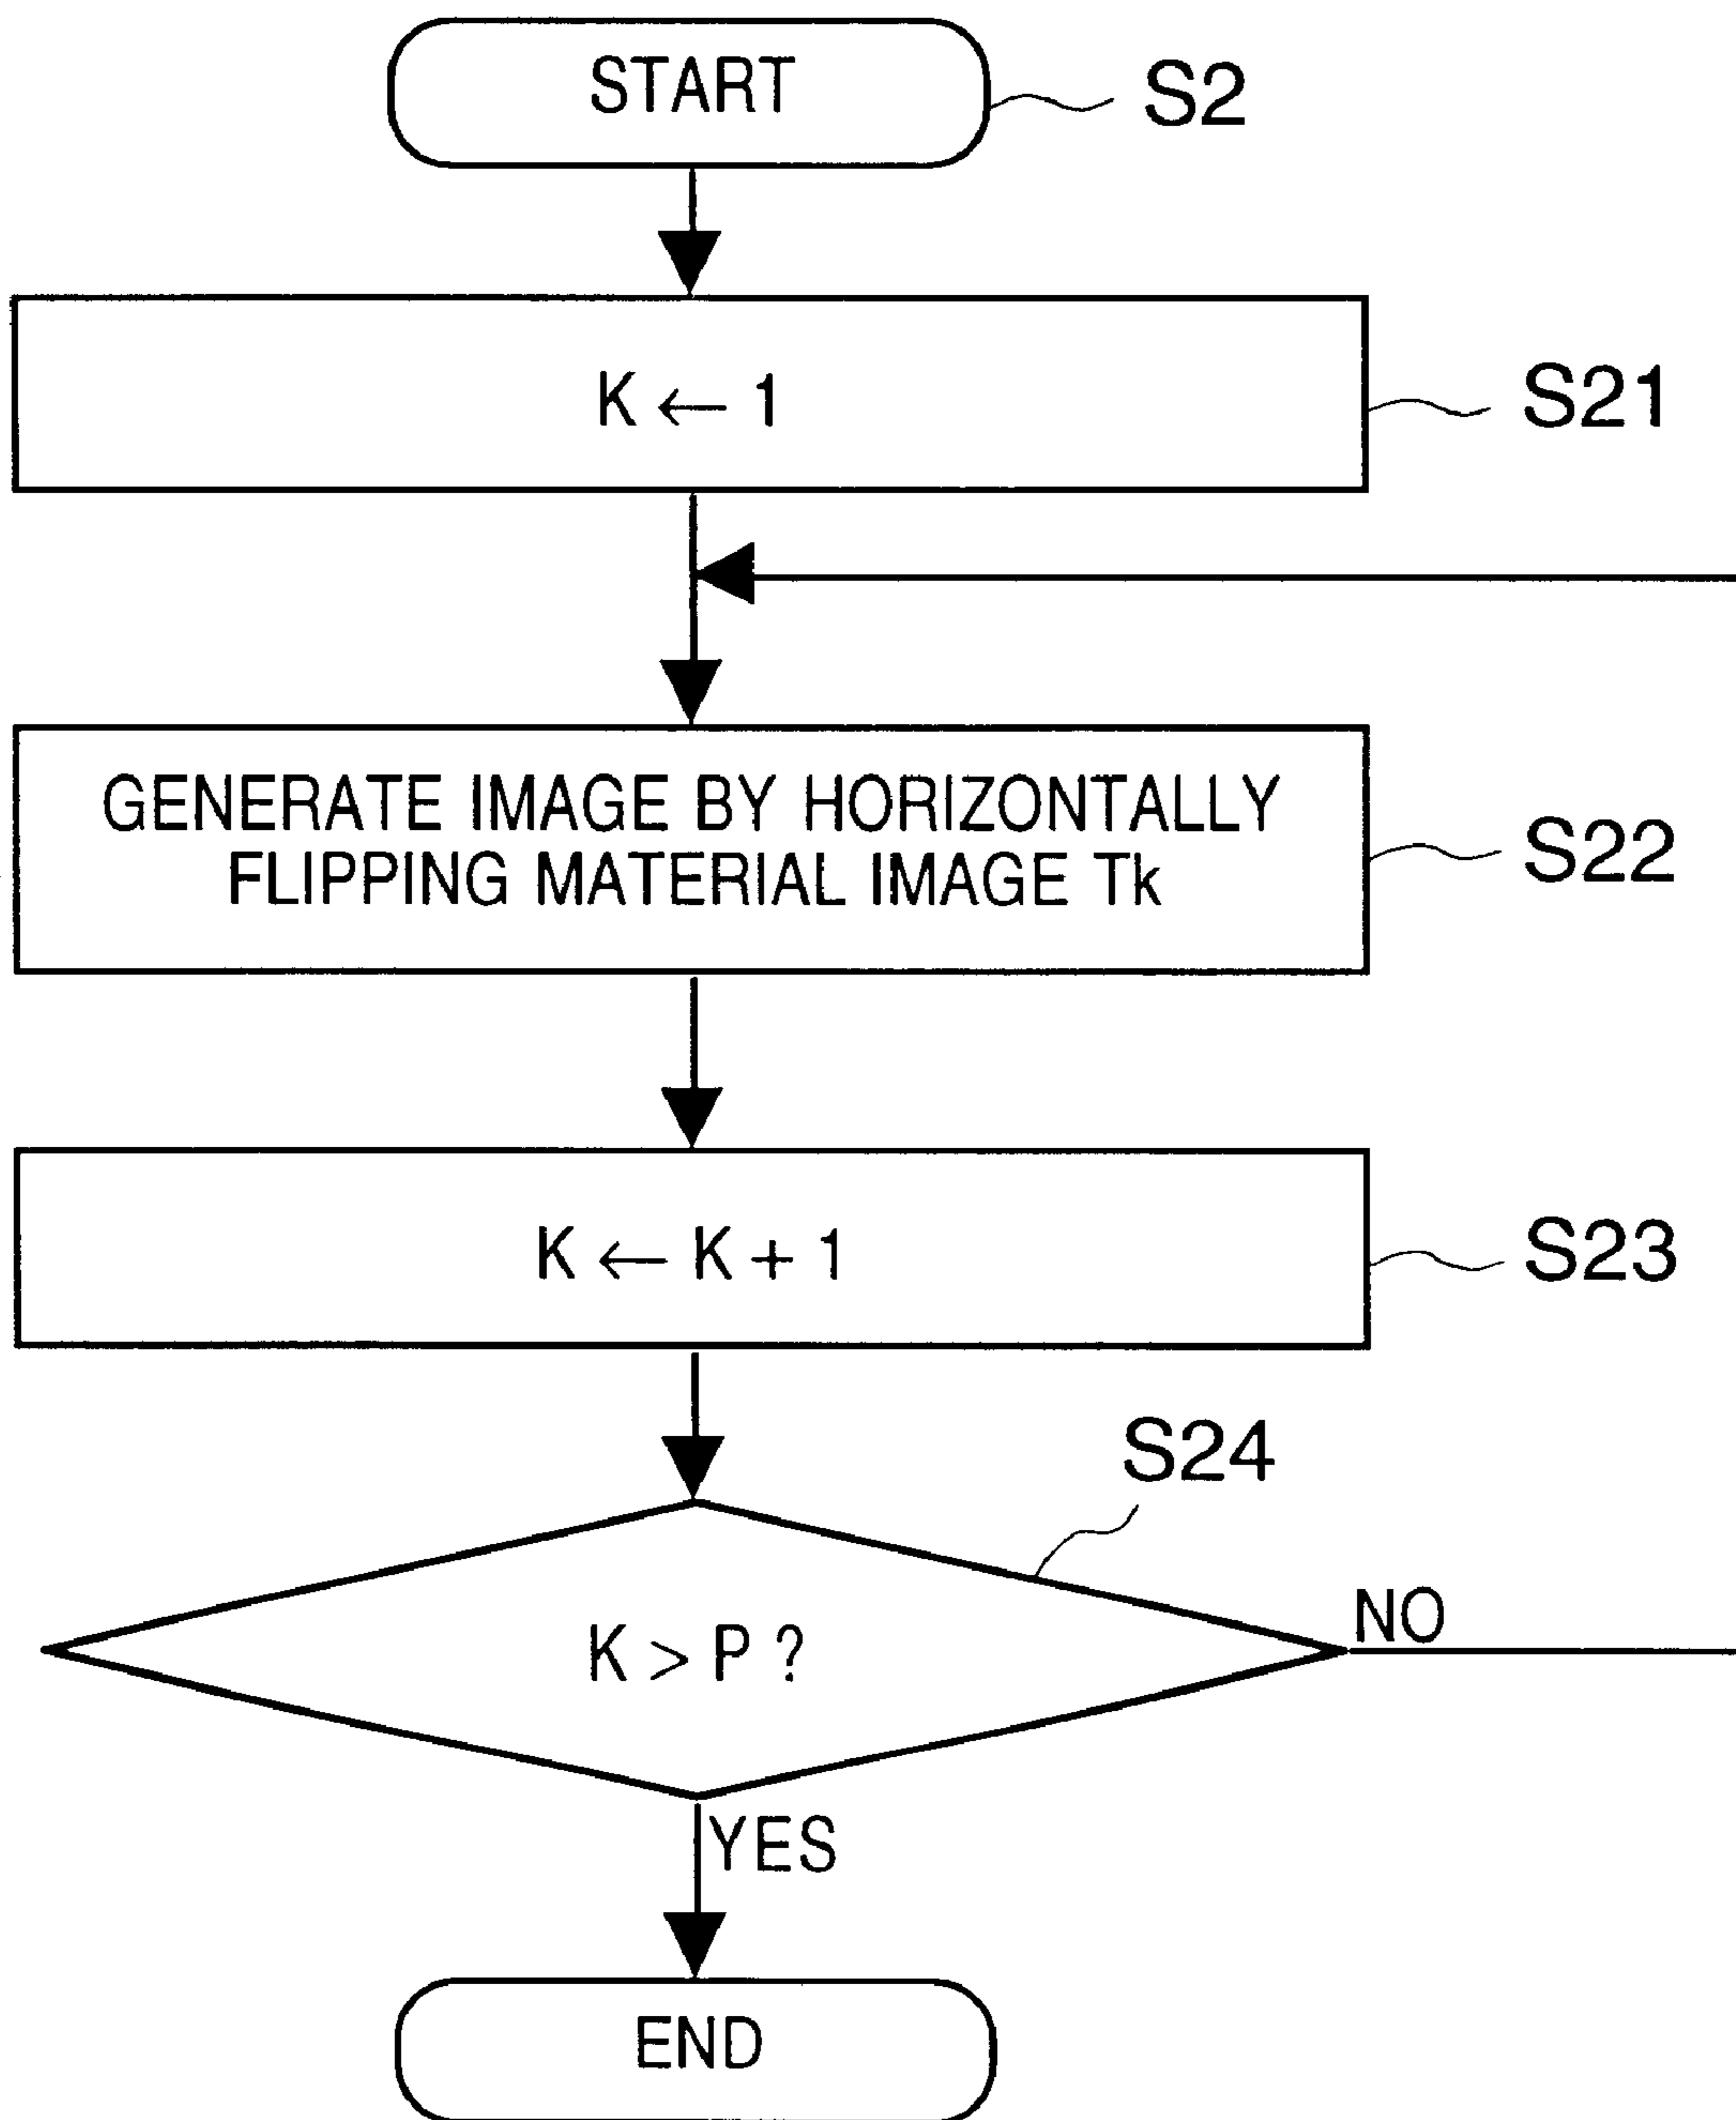 START
S2
K ← 1
S21
GENERATE IMAGE BY HORIZONTALLY
FLIPPING MATERIAL IMAGE Tk
S22
K ← K + 1
S23
S24
K > P ?
NO
YES
END